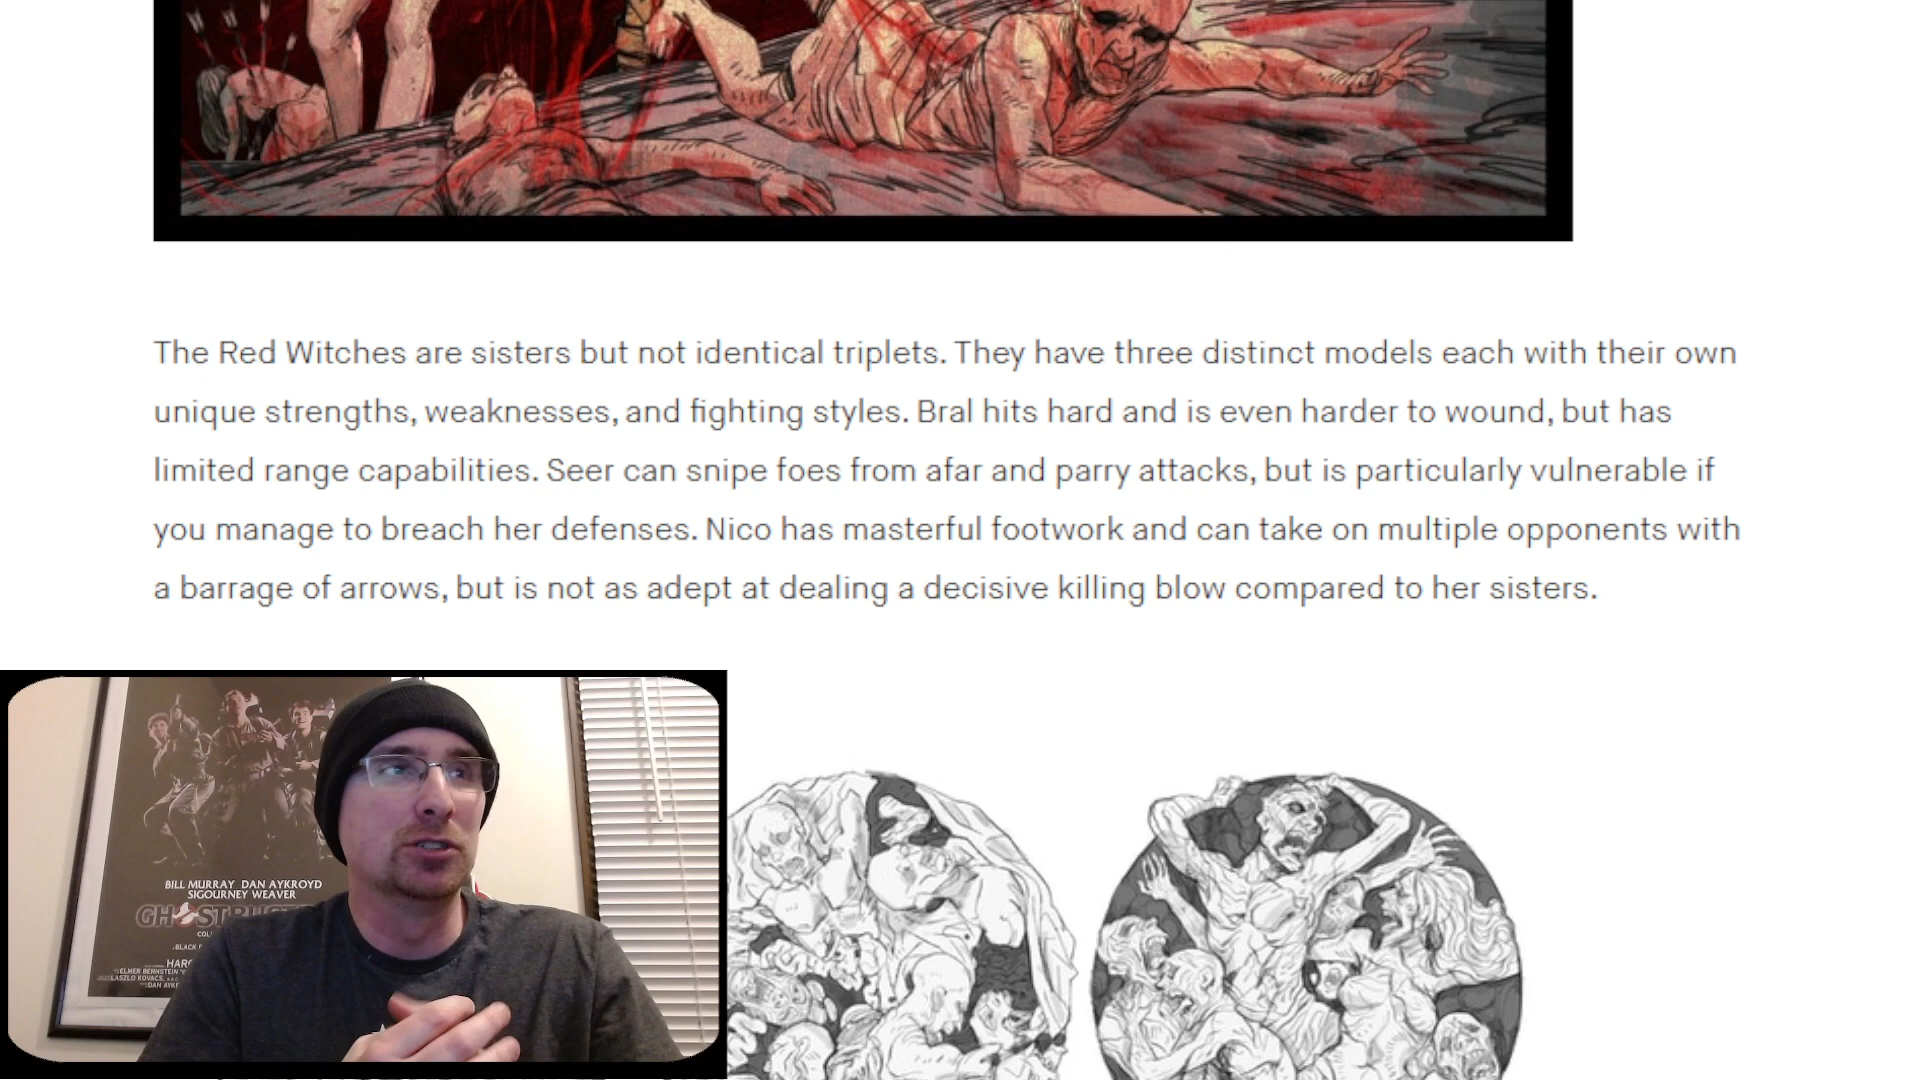 The Red Witches are sisters but not identical triplets. They have three distinct models each with their own
unique strengths, weaknesses, and fighting styles. Bral hits hard and is even harder to wound, but has
limited range capabilities. Seer can snipe foes from afar and parry attacks, but is particularly vulnerable if
you manage to breach her defenses. Nico has masterful footwork and can take on multiple opponents with
a barrage of arrows, but is not as adept at dealing a decisive killing blow compared to her sisters.
BILL MURRAY DAN AYKROYD
SIGOURNEY WEAVER
ELMER BERNSTEIN
LASZLO KOVACS, A.S.C.